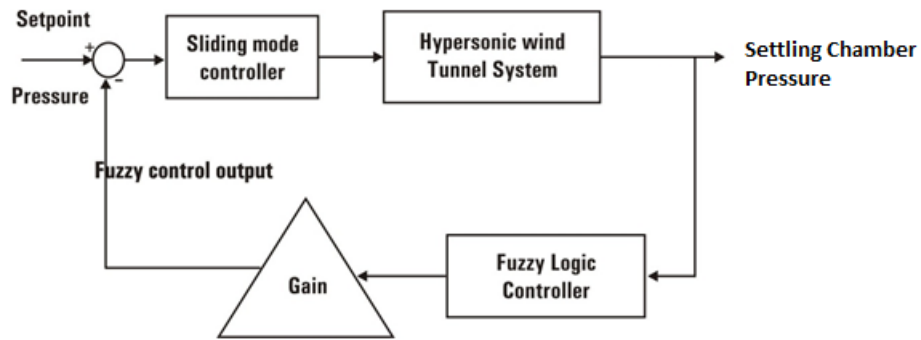 Setpoint
Pressure
+
-
Sliding mode
controller
Hypersonic wind
Tunnel System
Settling Chamber
Pressure
Fuzzy control output
Gain
Fuzzy Logic
Controller